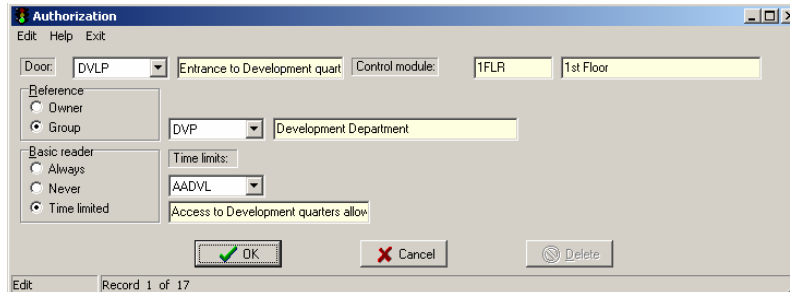 Authorization
Edit Help Exit
Door: DVLP Entrance to Development quart Control module: 1FLR 1st Floor
Reference
Owner
Group DVP Development Department
Basic reader Time limits:
Always
Never AADVL
Time limited Access to Development quarters allow
OK Cancel Delete
Edit Record 1 of 17